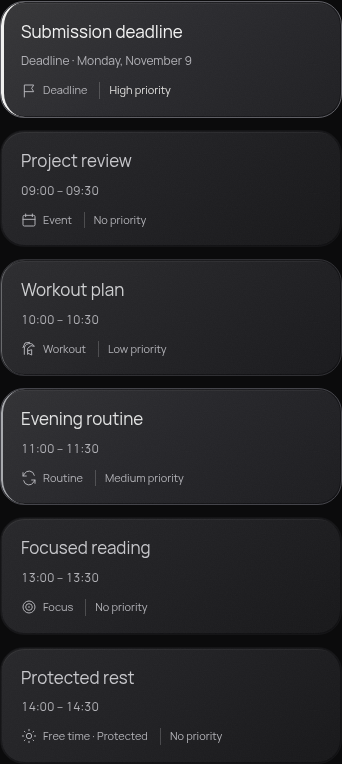 Submission deadline
Deadline · Monday, November 9
Deadline High priority
Project review
09:00 – 09:30
Event No priority
Workout plan
10:00 – 10:30
Workout Low priority
Evening routine
11:00 – 11:30
Routine Medium priority
Focused reading
13:00 – 13:30
Focus No priority
Protected rest
14:00 – 14:30
Free time · Protected No priority